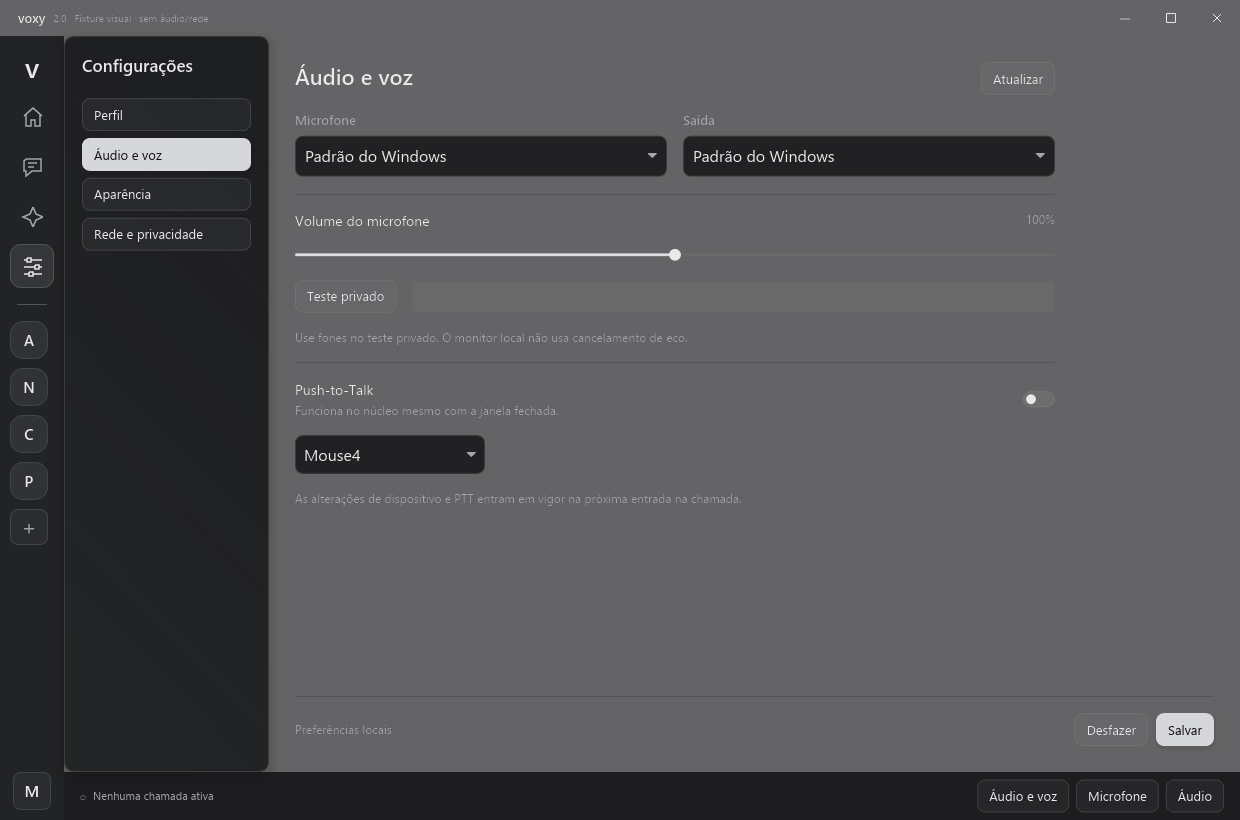 voxy 2.0 Fixture visual · sem áudio/rede
V
Configurações
Perfil
Áudio e voz
Aparência
Rede e privacidade
A
N
C
P
+
M
Áudio e voz
Atualizar
Microfone
Saída
Padrão do Windows
Padrão do Windows
Volume do microfone
100%
Teste privado
Use fones no teste privado. O monitor local não usa cancelamento de eco.
Push-to-Talk
Funciona no núcleo mesmo com a janela fechada.
Mouse4
As alterações de dispositivo e PTT entram em vigor na próxima entrada na chamada.
Preferências locais
Desfazer
Salvar
Nenhuma chamada ativa
Áudio e voz
Microfone
Áudio